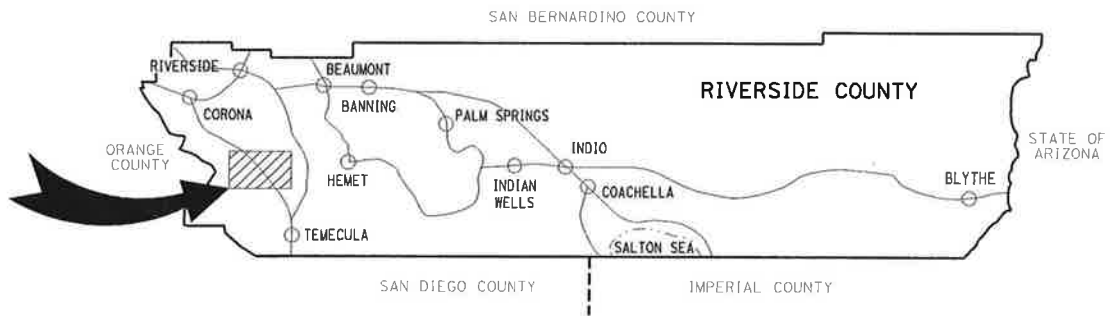 SAN BERNARDINO COUNTY
RIVERSIDE
BEAUMONT
RIVERSIDE COUNTY
BANNING
CORONA
PALM SPRINGS
STATE OF
ARIZONA
ORANGE
COUNTY
INDIO
HEMET
INDIAN
WELLS
COACHELLA
BLYTHE
TEMECULA
SALTON SEA
SAN DIEGO COUNTY
IMPERIAL COUNTY